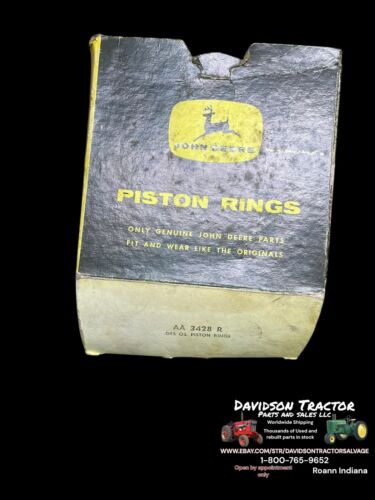 JOHN DEERE
PISTON RINGS
ONLY GENUINE JOHN DEERE PARTS
FIT AND WEAR LIKE THE ORIGINALS
AA 3428 R
PISTON RINGS
DAVIDSON TRACTOR
PARTS AND SALES LLC
Worldwide Shipping
Thousands of Used and
rebuilt parts in stock
WWW.EBAY.COM/STR/DAVIDSONTRACTORSALVAGE
1-800-765-9652
Open by appointment
only
Roann Indiana